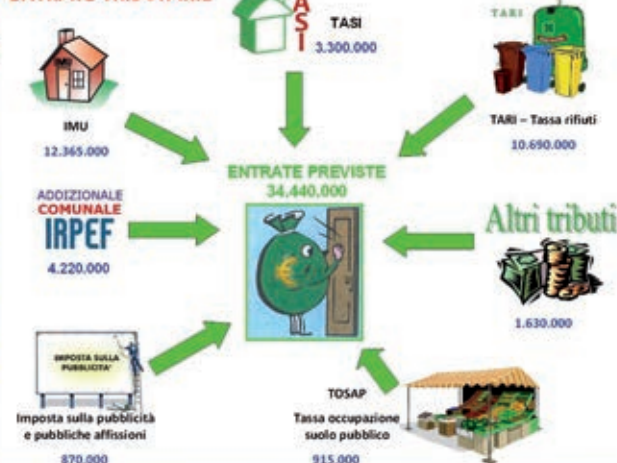 TASI
3.300.000
TARI
IMU
12.365.000
TARI – Tassa rifiuti
10.690.000
ENTRATE PREVISTE
34.440.000
ADDIZIONALE
COMUNALE
IRPEF
4.220.000
Altri tributi
1.630.000
IMPOSTA SULLA
PUBBLICITA'
Imposta sulla pubblicità
e pubbliche affissioni
870.000
TOSAP
Tassa occupazione
suolo pubblico
915.000